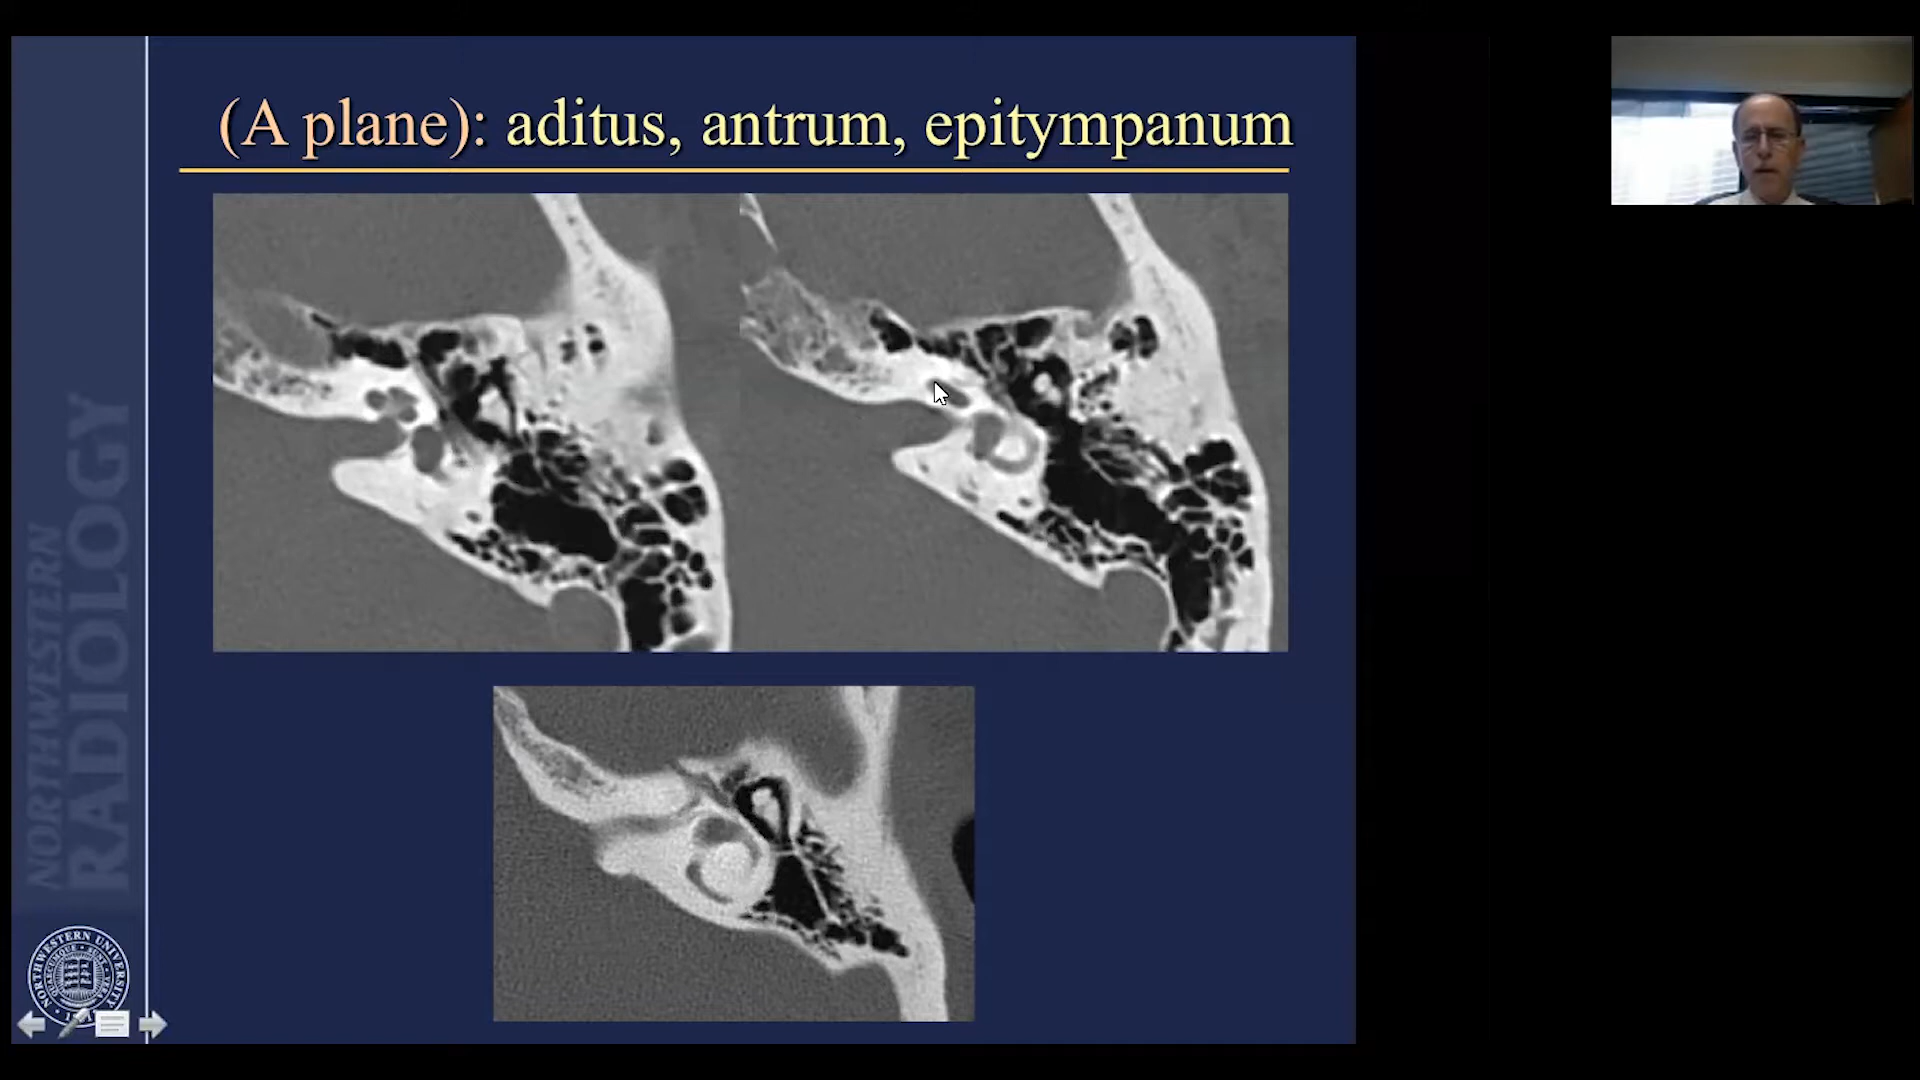 (A plane): aditus, antrum, epitympanum
NORTHWESTERN
RADIOLOGY
NORTHWESTERN UNIVERSITY